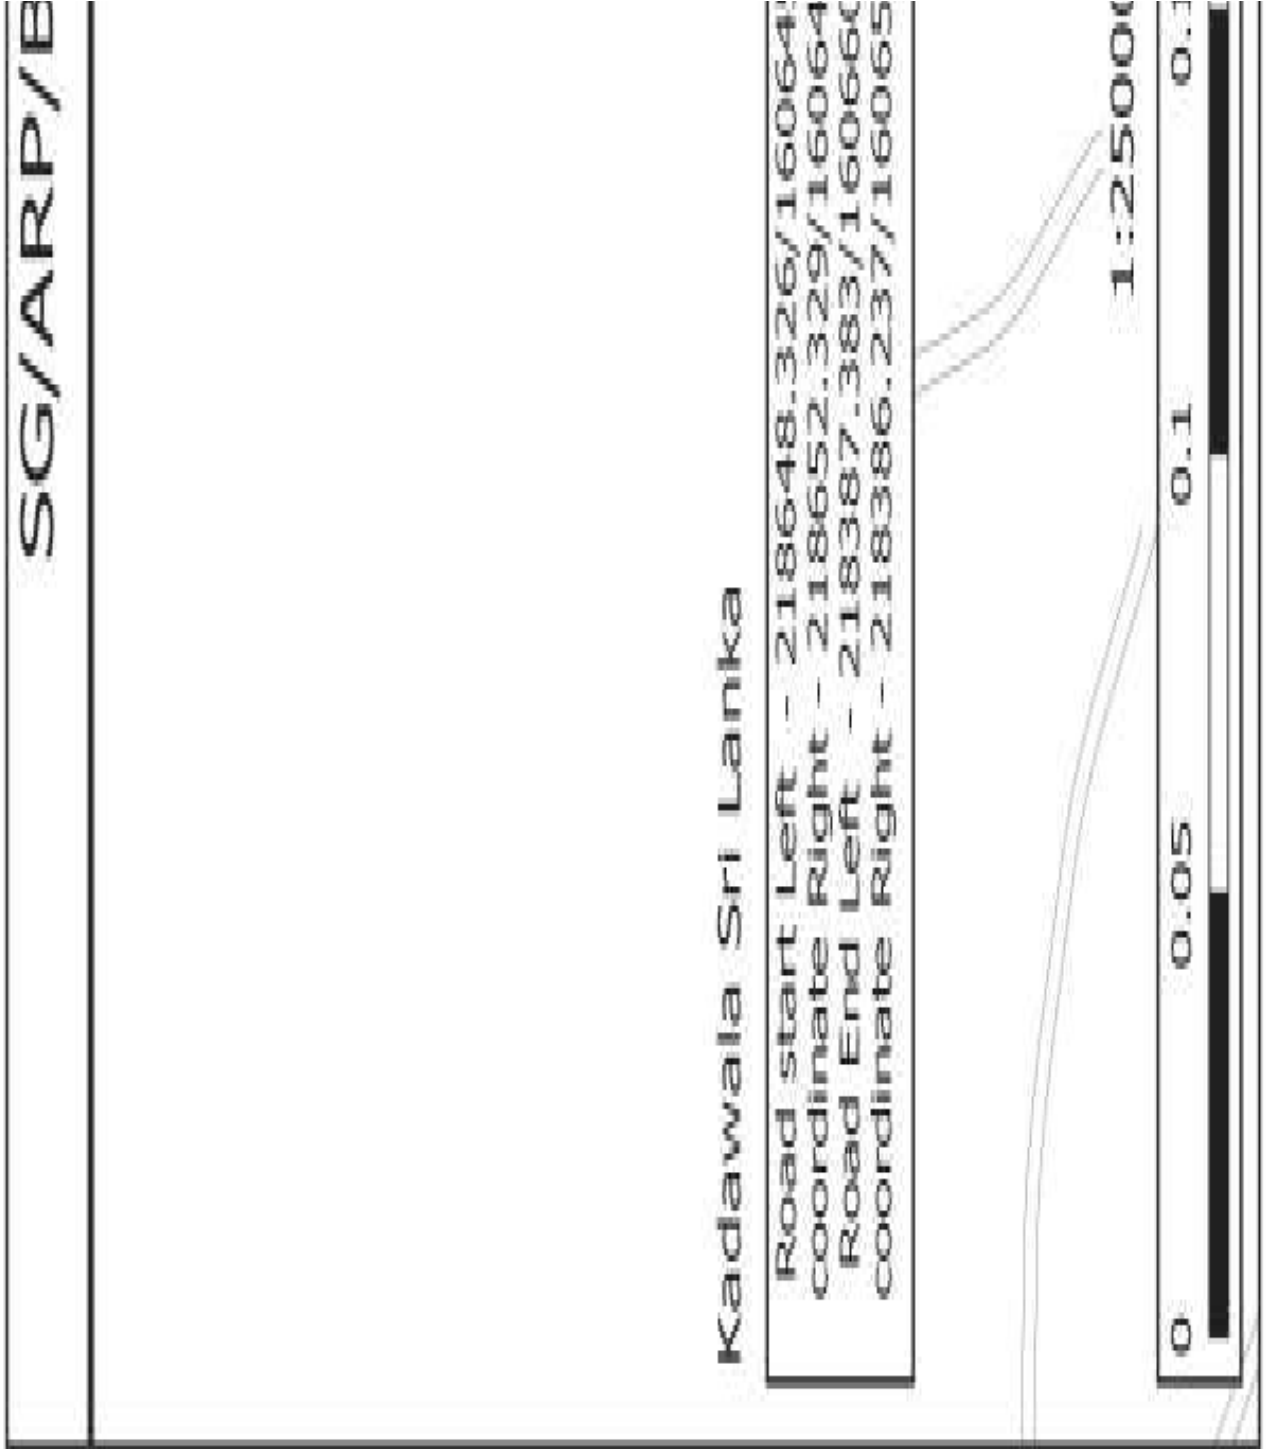 SG/ARP/B
Kadawala Sri Lanka
Road start Left - 218648.326/16064
coordinate Right - 218652.329/16064
Road End Left - 218387.383/16066
coordinate Right - 218386.237/16065
1:2500
0 0.05 0.1 0.1